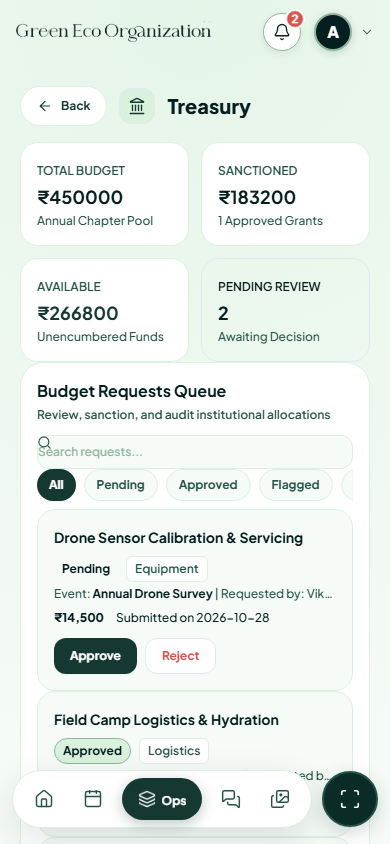 Green Eco Organization
2
A
Back
Treasury
TOTAL BUDGET
₹450000
Annual Chapter Pool
SANCTIONED
₹183200
1 Approved Grants
AVAILABLE
₹266800
Unencumbered Funds
PENDING REVIEW
2
Awaiting Decision
Budget Requests Queue
Review, sanction, and audit institutional allocations
Search requests...
All
Pending
Approved
Flagged
Drone Sensor Calibration & Servicing
Pending
Equipment
Event: Annual Drone Survey | Requested by: Vik...
₹14,500 Submitted on 2026-10-28
Approve
Reject
Field Camp Logistics & Hydration
Approved
Logistics
Ops